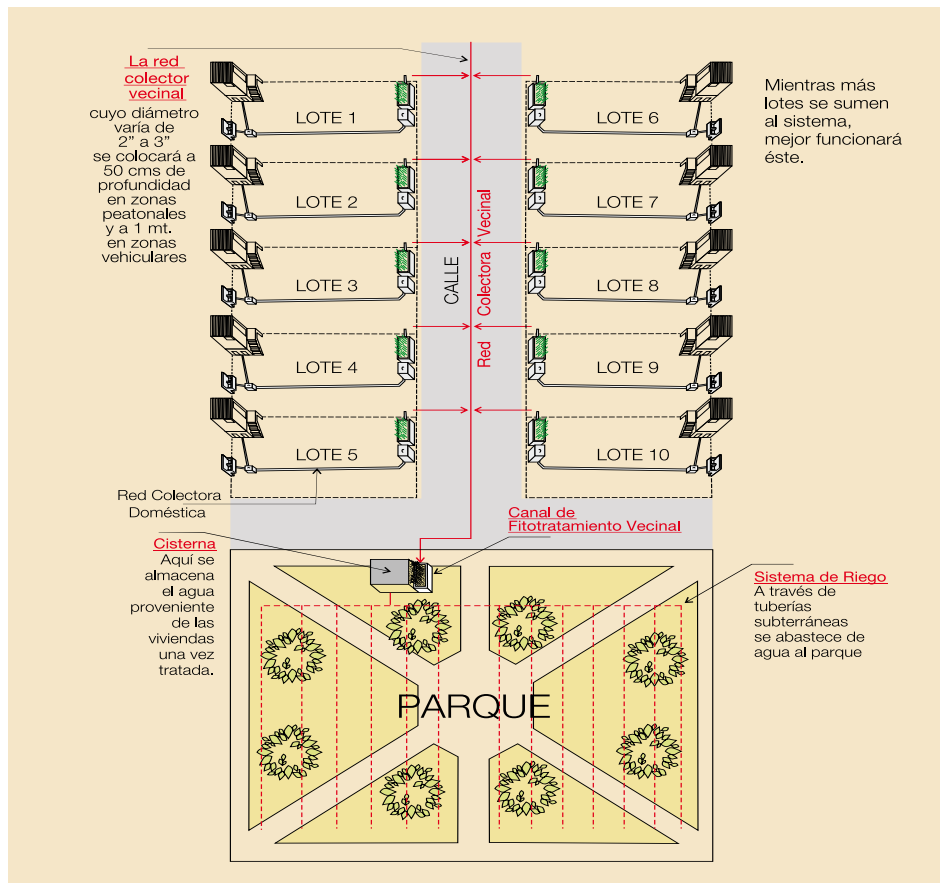 La red
colector
vecinal
cuyo diámetro
varía de
2” a 3”
se colocará a
50 cms de
profundidad
en zonas
peatonales
y a 1 mt.
en zonas
vehiculares
LOTE 1
LOTE 2
LOTE 3
LOTE 4
LOTE 5
CALLE
Red Colectora Vecinal
LOTE 6
LOTE 7
LOTE 8
LOTE 9
LOTE 10
Mientras más
lotes se sumen
al sistema,
mejor funcionará
éste.
Red Colectora
Doméstica
Cisterna
Aquí se
almacena
el agua
proveniente
de las
viviendas
una vez
tratada.
Canal de
Fitotratamiento Vecinal
Sistema de Riego
A través de
tuberías
subterráneas
se abastece de
agua al parque
PARQUE